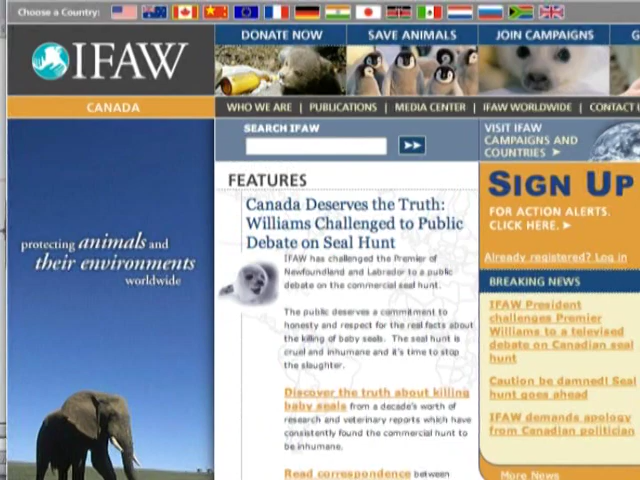 Choose a Country:
IFAW
DONATE NOW
SAVE ANIMALS
JOIN CAMPAIGNS
G
CANADA
WHO WE ARE | PUBLICATIONS | MEDIA CENTER | IFAW WORLDWIDE | CONTACT
SEARCH IFAW
VISIT IFAW
CAMPAIGNS AND
COUNTRIES
protecting animals and
their environments
worldwide
FEATURES
Canada Deserves the Truth:
Williams Challenged to Public
Debate on Seal Hunt
IFAW has challenged the Premier of
Newfoundland and Labrador to a public
debate on the commercial seal hunt.
The public deserves a commitment to
honesty and respect for the real facts about
the killing of baby seals. The seal hunt is
cruel and inhumane and it's time to stop
the slaughter.
Discover the truth about killing
baby seals from a decade's worth of
research and veterinary reports which have
consistently found the commercial hunt to
be inhumane.
Read correspondence between
SIGN UP
FOR ACTION ALERTS.
CLICK HERE.
Already registered? Log in
BREAKING NEWS
IFAW President
challenges Premier
Williams to a televised
debate on Canadian seal
hunt
Caution be damned! Seal
hunt goes ahead
IFAW demands apology
from Canadian politician
More News